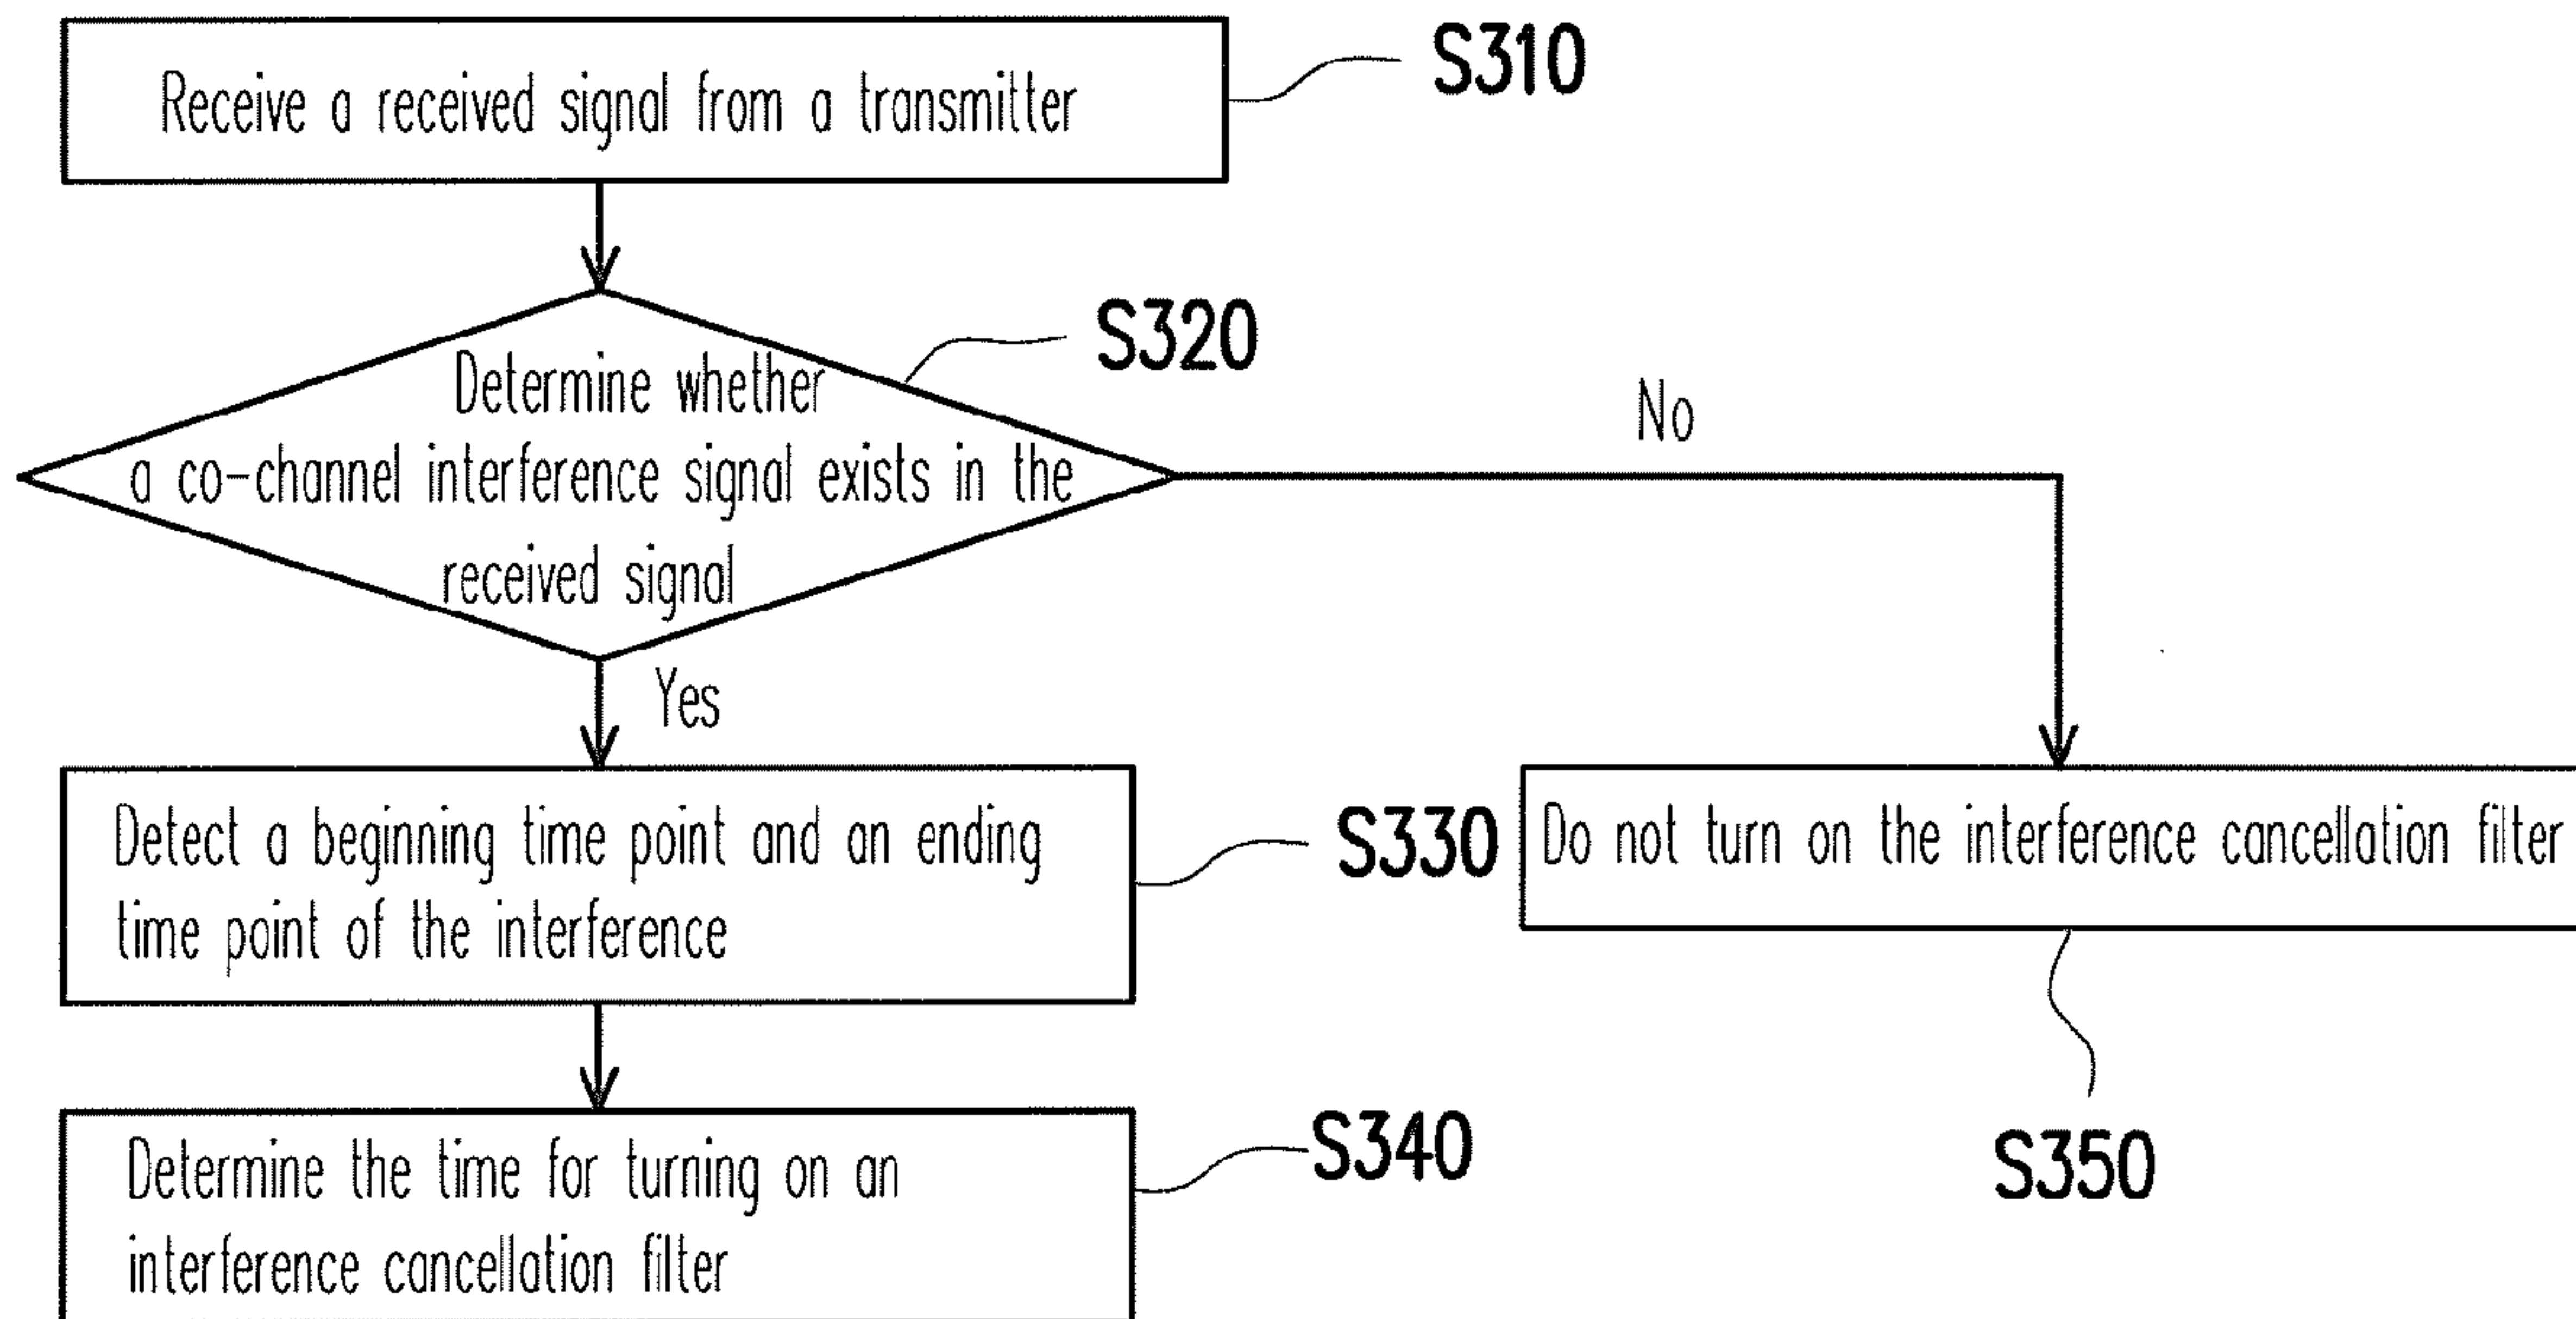 Receive a received signal from a transmitter
S310
Determine whether
a co-channel interference signal exists in the
received signal
S320
No
Yes
Detect a beginning time point and an ending
time point of the interference
S330
Do not turn on the interference cancellation filter
S350
Determine the time for turning on an
interference cancellation filter
S340